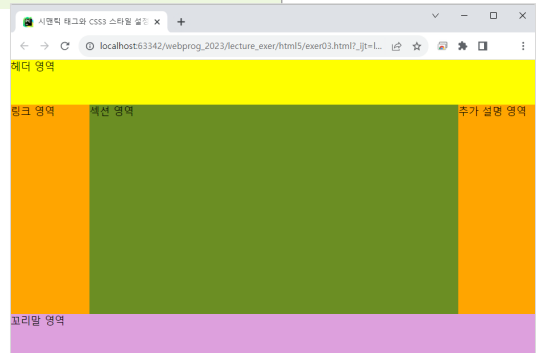 시맨틱 태그와 CSS3 스타일 설정
localhost:63342/webprog_2023/lecture_exer/html5/exer03.html?_ijt=l...
헤더 영역
링크 영역
섹션 영역
추가 설명 영역
꼬리말 영역